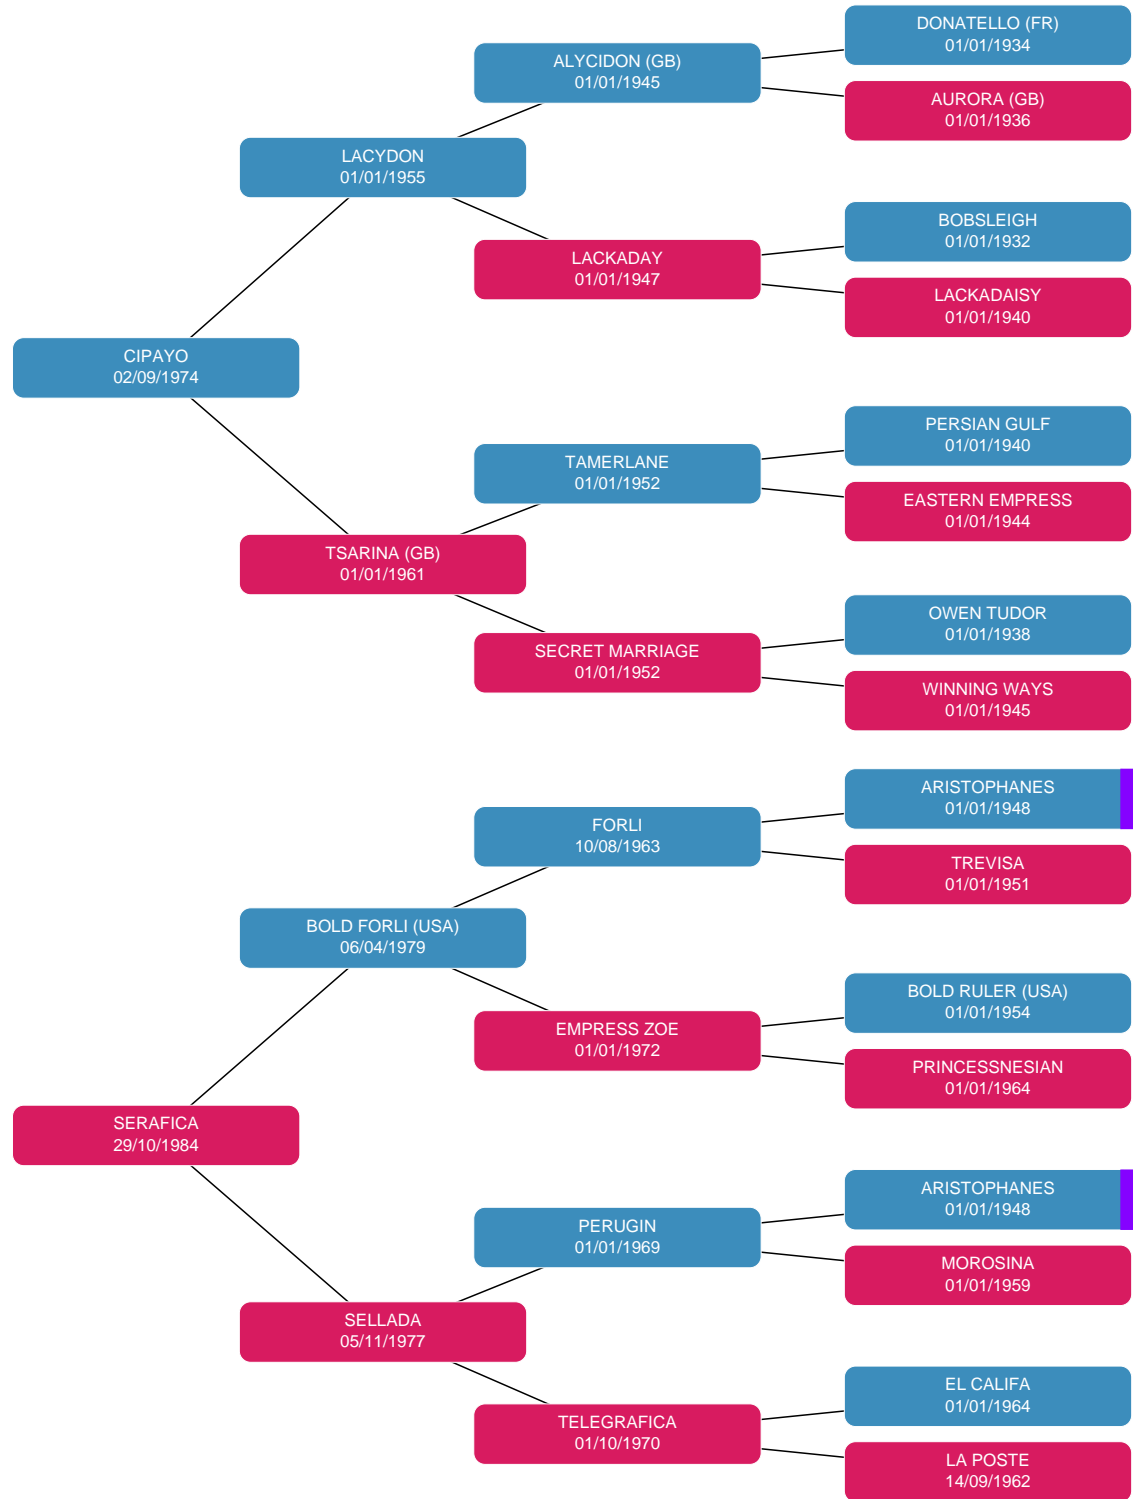 DONATELLO (FR)
01/01/1934
ALYCIDON (GB)
01/01/1945
AURORA (GB)
01/01/1936
LACYDON
01/01/1955
BOBSLEIGH
01/01/1932
LACKADAY
01/01/1947
LACKADAISY
01/01/1940
CIPAYO
02/09/1974
PERSIAN GULF
01/01/1940
TAMERLANE
01/01/1952
EASTERN EMPRESS
01/01/1944
TSARINA (GB)
01/01/1961
OWEN TUDOR
01/01/1938
SECRET MARRIAGE
01/01/1952
WINNING WAYS
01/01/1945
ARISTOPHANES
01/01/1948
FORLI
10/08/1963
TREVISA
01/01/1951
BOLD FORLI (USA)
06/04/1979
BOLD RULER (USA)
01/01/1954
EMPRESS ZOE
01/01/1972
PRINCESSNESIAN
01/01/1964
SERAFICA
29/10/1984
ARISTOPHANES
01/01/1948
PERUGIN
01/01/1969
MOROSINA
01/01/1959
SELLADA
05/11/1977
EL CALIFA
01/01/1964
TELEGRAFICA
01/10/1970
LA POSTE
14/09/1962